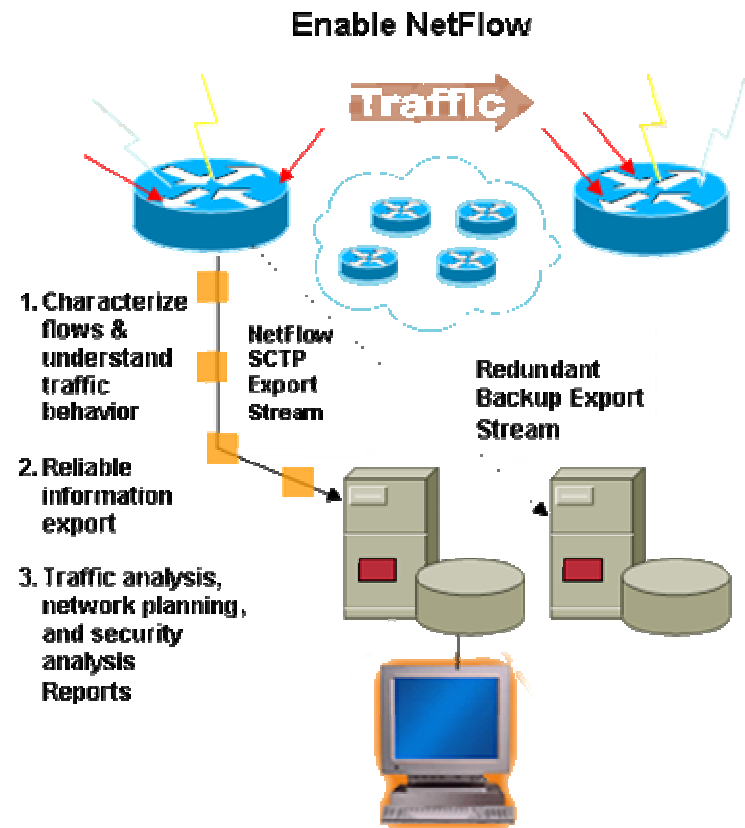 Enable NetFlow
Traffic
1. Characterize
flows &
understand
traffic
behavior
NetFlow
SCTP
Export
Stream
Redundant
Backup Export
Stream
2. Reliable
information
export
3. Traffic analysis,
network planning,
and security
analysis
Reports